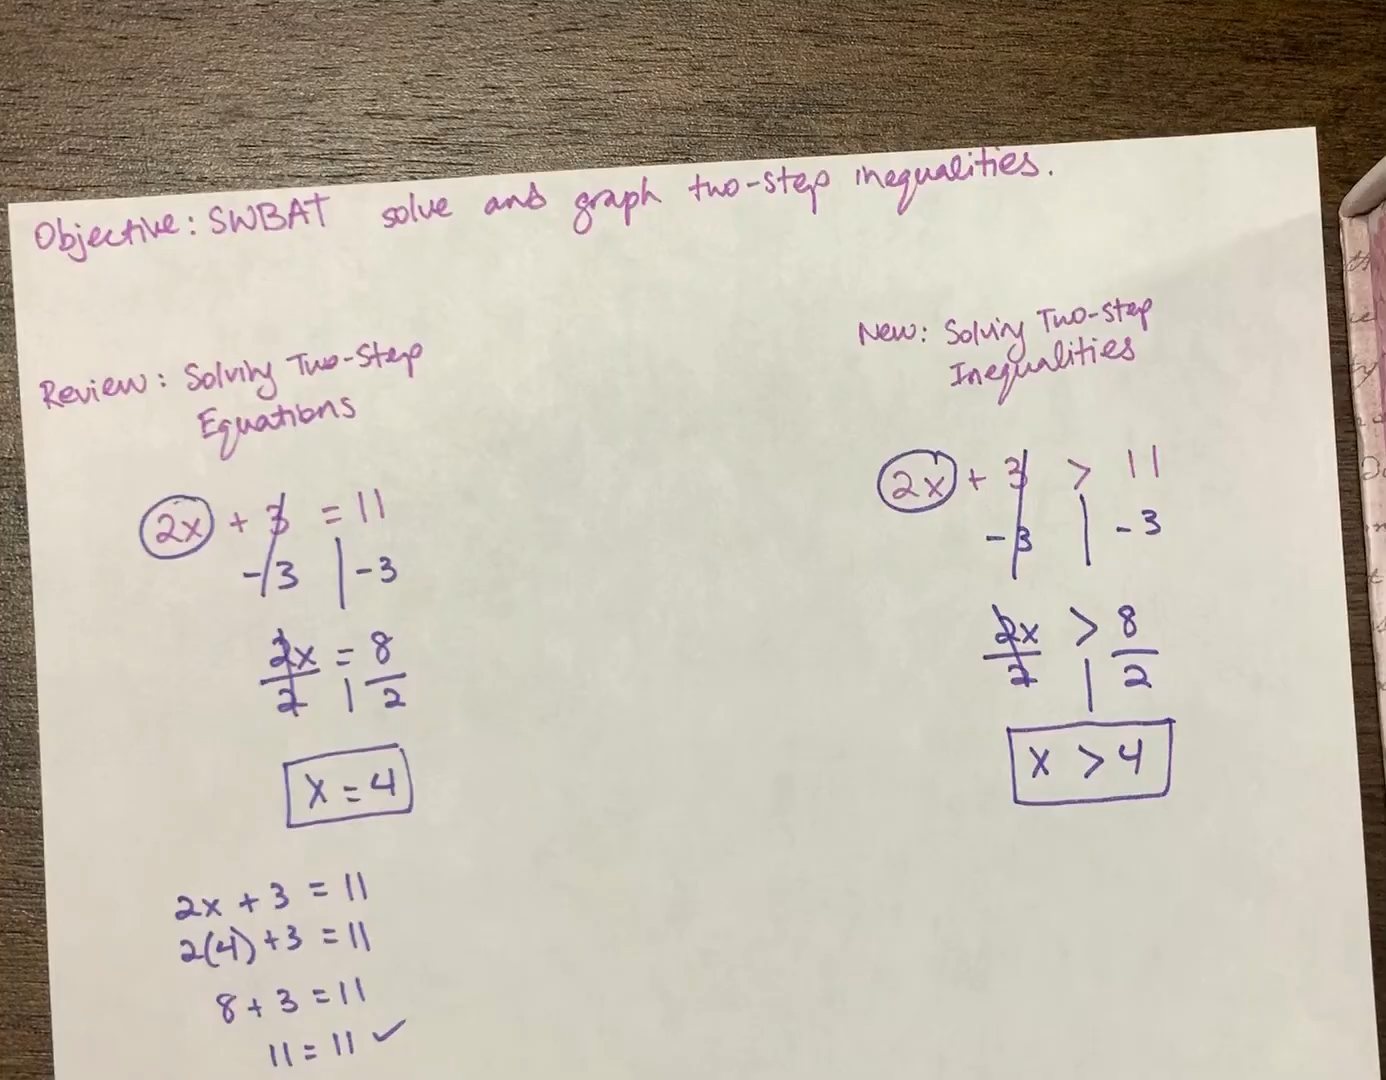 Objective: SWBAT solve and graph two-step inequalities.
Review: Solving Two-Step
Equations
2x + 3 = 11
-3 | -3
2x = 8
2 | 2
x = 4
2x + 3 = 11
2(4) + 3 = 11
8 + 3 = 11
11 = 11 ✓
New: Solving Two-step
Inequalities
2x + 3 > 11
-3 | -3
2x > 8
2 | 2
x > 4